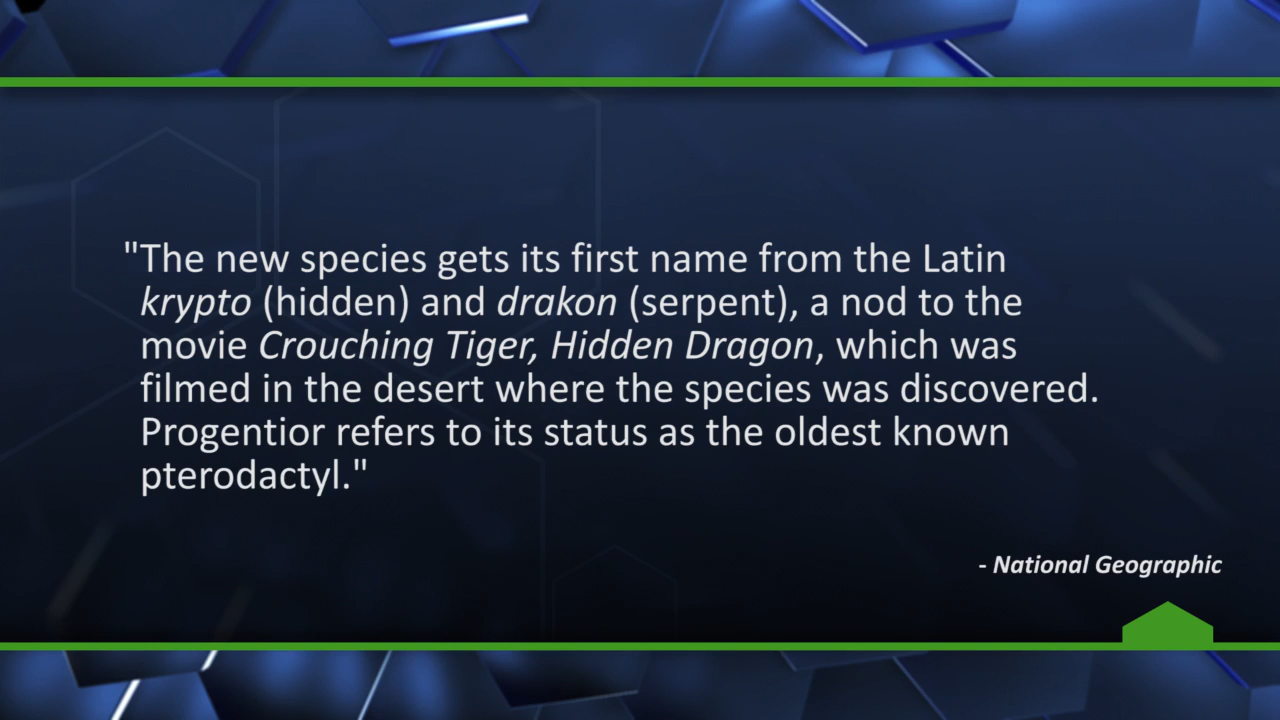 "The new species gets its first name from the Latin
krypto (hidden) and drakon (serpent), a nod to the
movie Crouching Tiger, Hidden Dragon, which was
filmed in the desert where the species was discovered.
Progentior refers to its status as the oldest known
pterodactyl."
- National Geographic